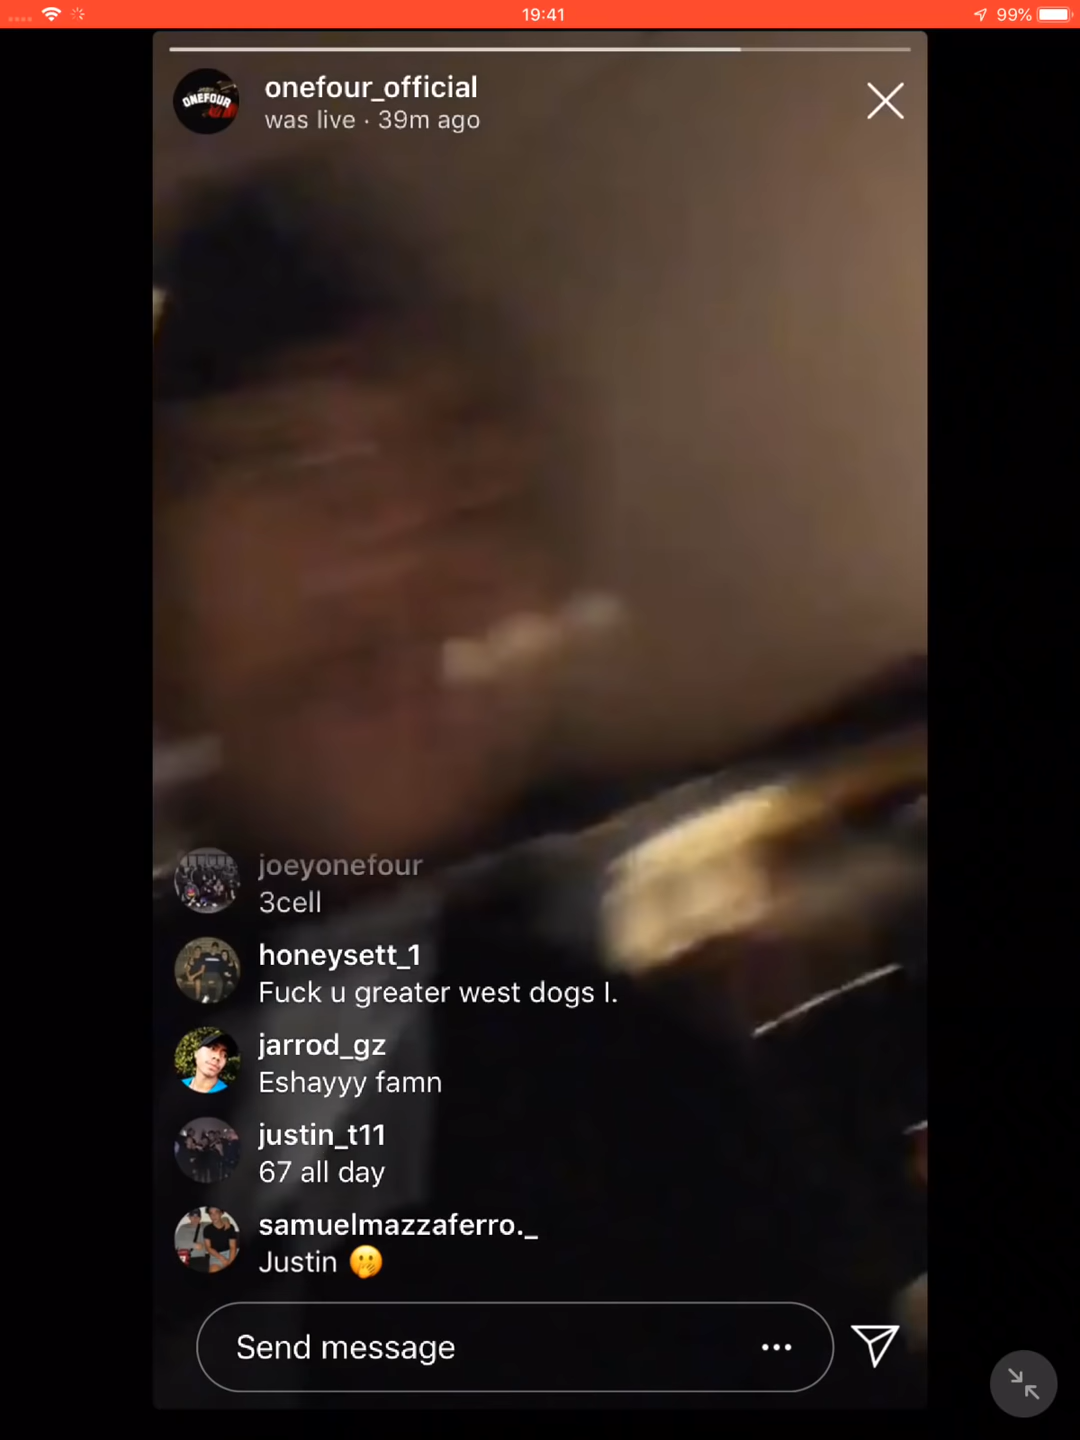 19:41
99%
ONEFOUR
onefour_official
was live · 39m ago
joeyonefour
3cell
honeysett_1
Fuck u greater west dogs I.
jarrod_gz
Eshayyy famn
justin_t11
67 all day
samuelmazzaferro._
Justin 🤭
Send message